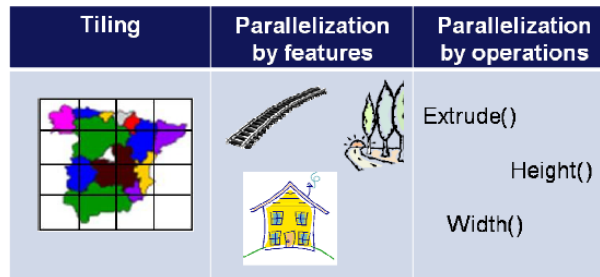 Tiling
Parallelization
by features
Parallelization
by operations
Extrude()
Height()
Width()